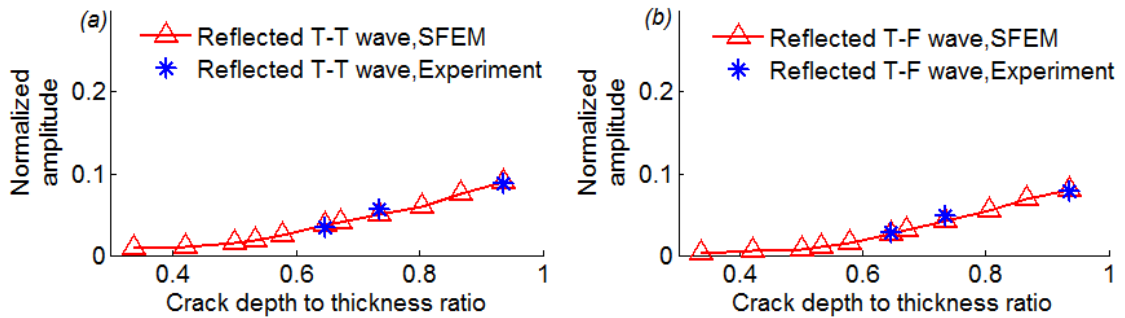 (a)
Reflected T-T wave,SFEM
Reflected T-T wave,Experiment
Normalized
amplitude
0.2
0.1
0
0.4 0.6 0.8 1
Crack depth to thickness ratio
(b)
Reflected T-F wave,SFEM
Reflected T-F wave,Experiment
Normalized
amplitude
0.2
0.1
0
0.4 0.6 0.8 1
Crack depth to thickness ratio